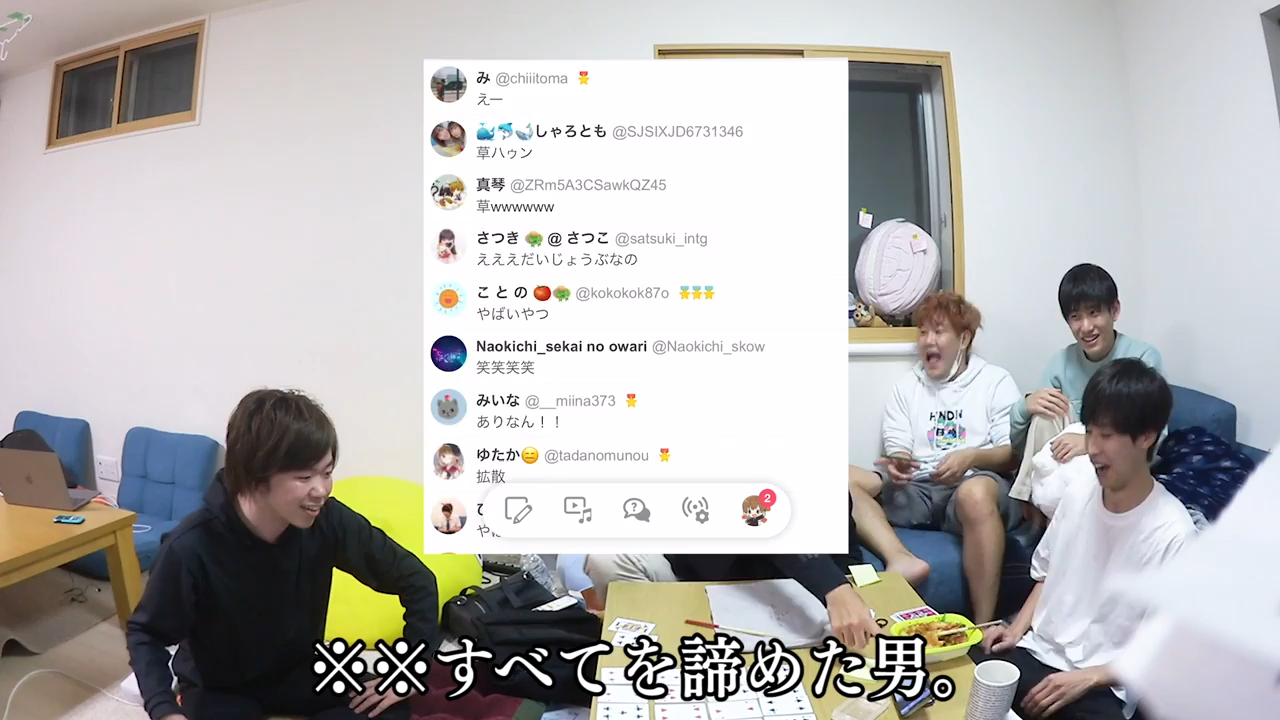 み @chiiitoma
えー
しゃろとも @SJSIXJD6731346
草ハゥン
真琴 @ZRm5A3CSawkQZ45
草wwwwww
さつき @ さつこ @satsuki_intg
えええだいじょうぶなの
こ と の @kokokok87o
やばいやつ
Naokichi_sekai no owari @Naokichi_skow
笑笑笑笑
みいな @__miina373
ありなん！！
ゆたか @tadanomunou
拡散
2
※※すべてを諦めた男。